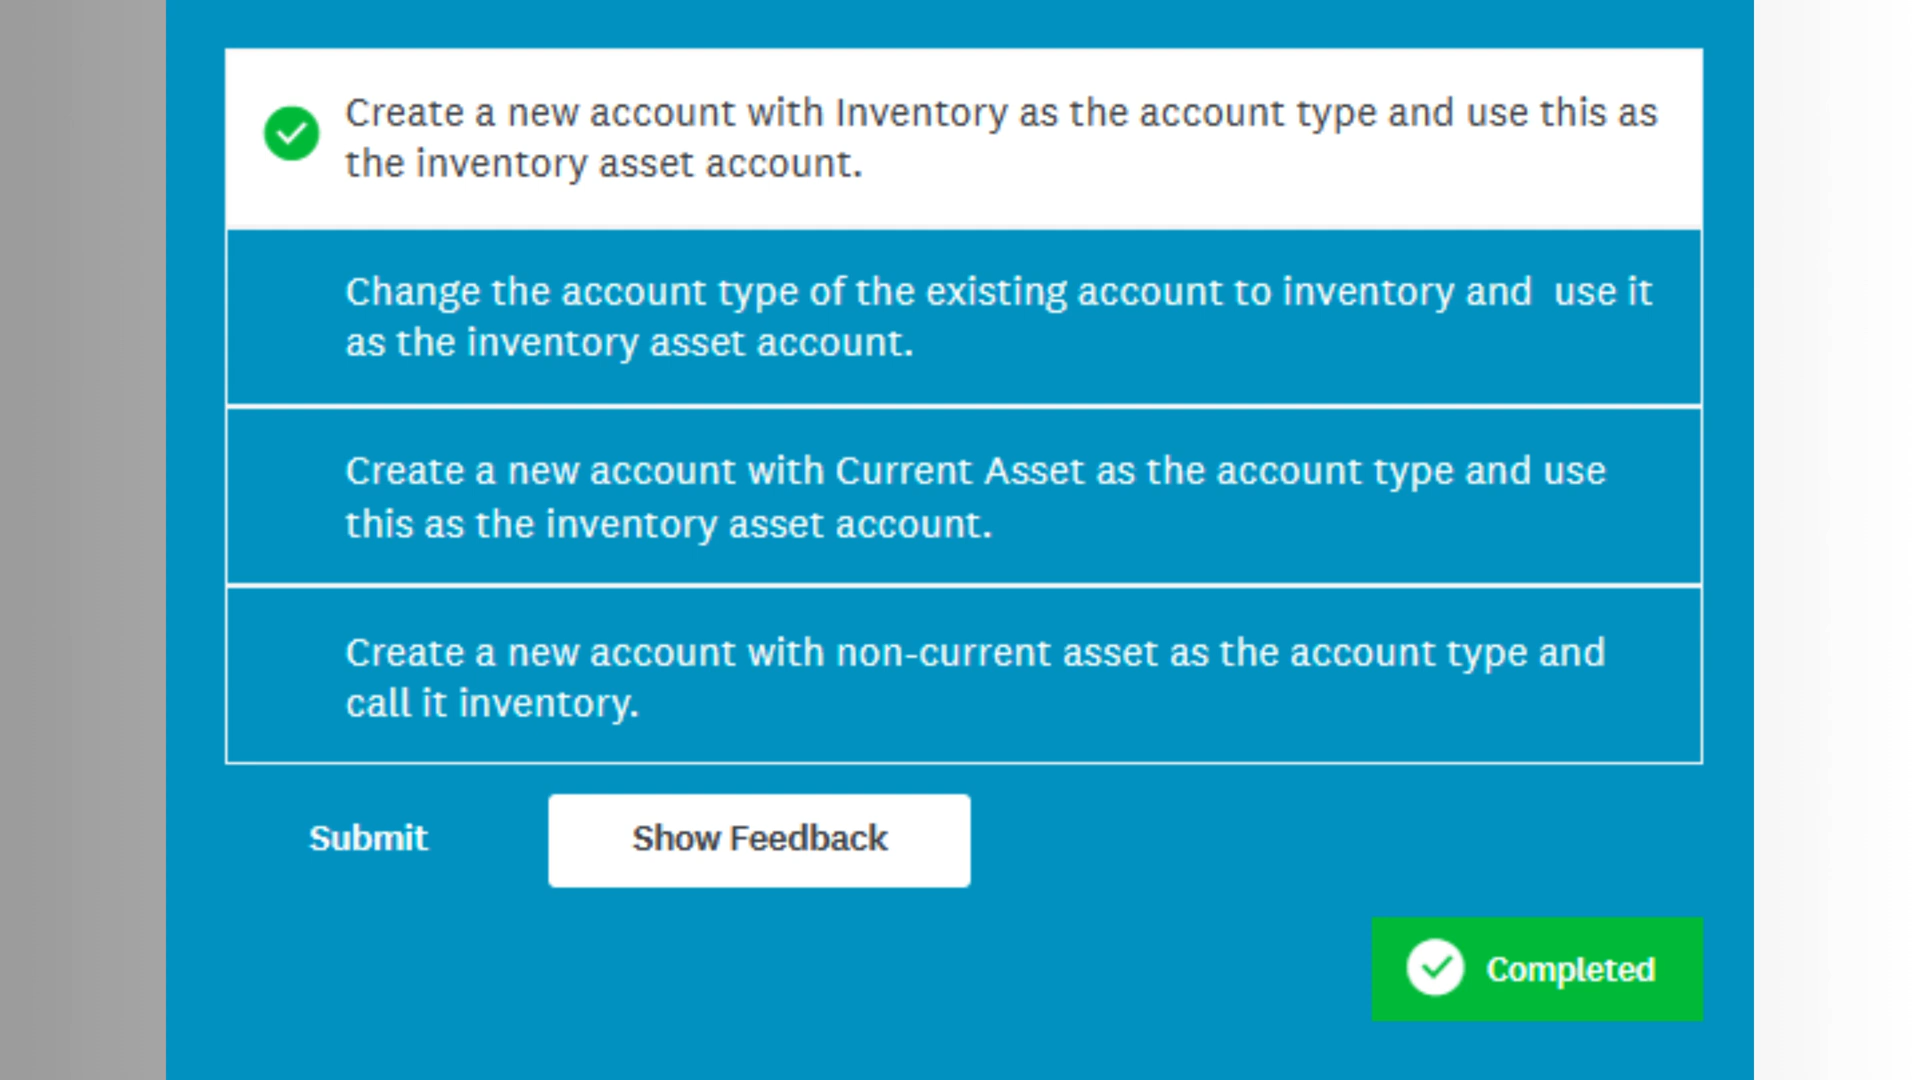 Create a new account with Inventory as the account type and use this as
the inventory asset account.
Change the account type of the existing account to inventory and  use it
as the inventory asset account.
Create a new account with Current Asset as the account type and use
this as the inventory asset account.
Create a new account with non-current asset as the account type and
call it inventory.
Submit
Show Feedback
Completed